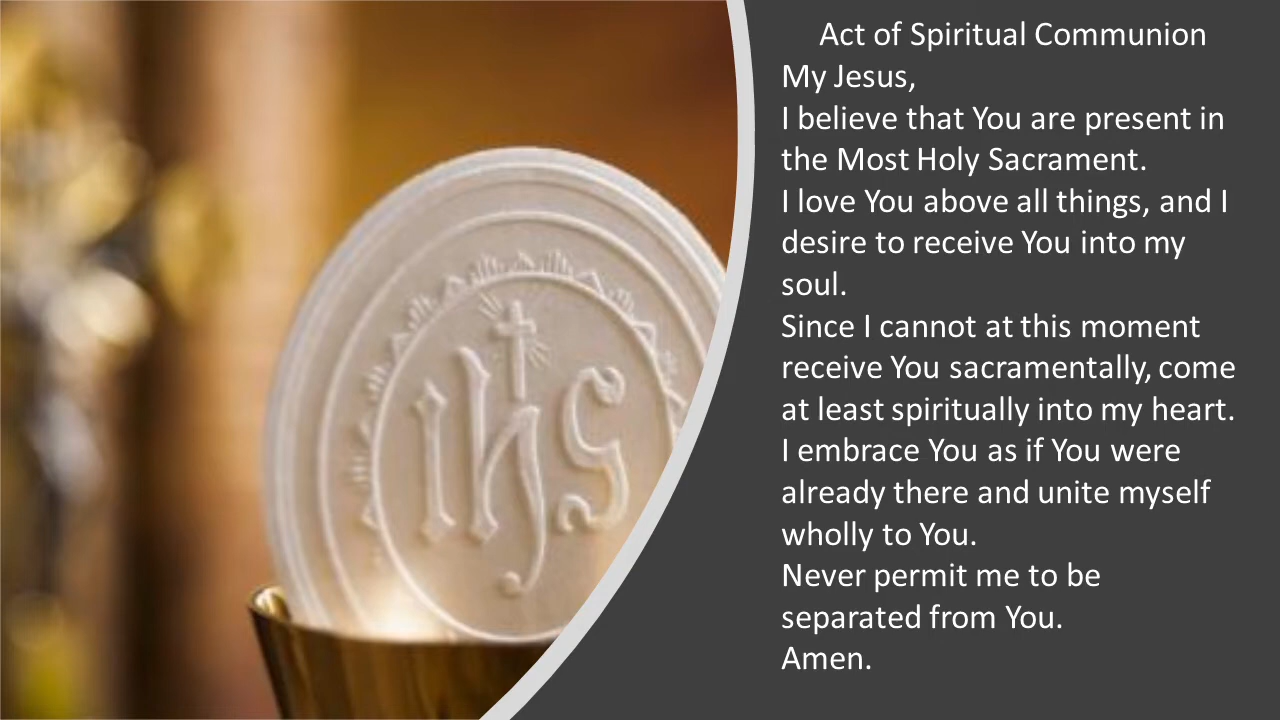 Act of Spiritual Communion
My Jesus,
I believe that You are present in
the Most Holy Sacrament.
I love You above all things, and I
desire to receive You into my
soul.
Since I cannot at this moment
receive You sacramentally, come
at least spiritually into my heart.
I embrace You as if You were
already there and unite myself
wholly to You.
Never permit me to be
separated from You.
Amen.
ihs